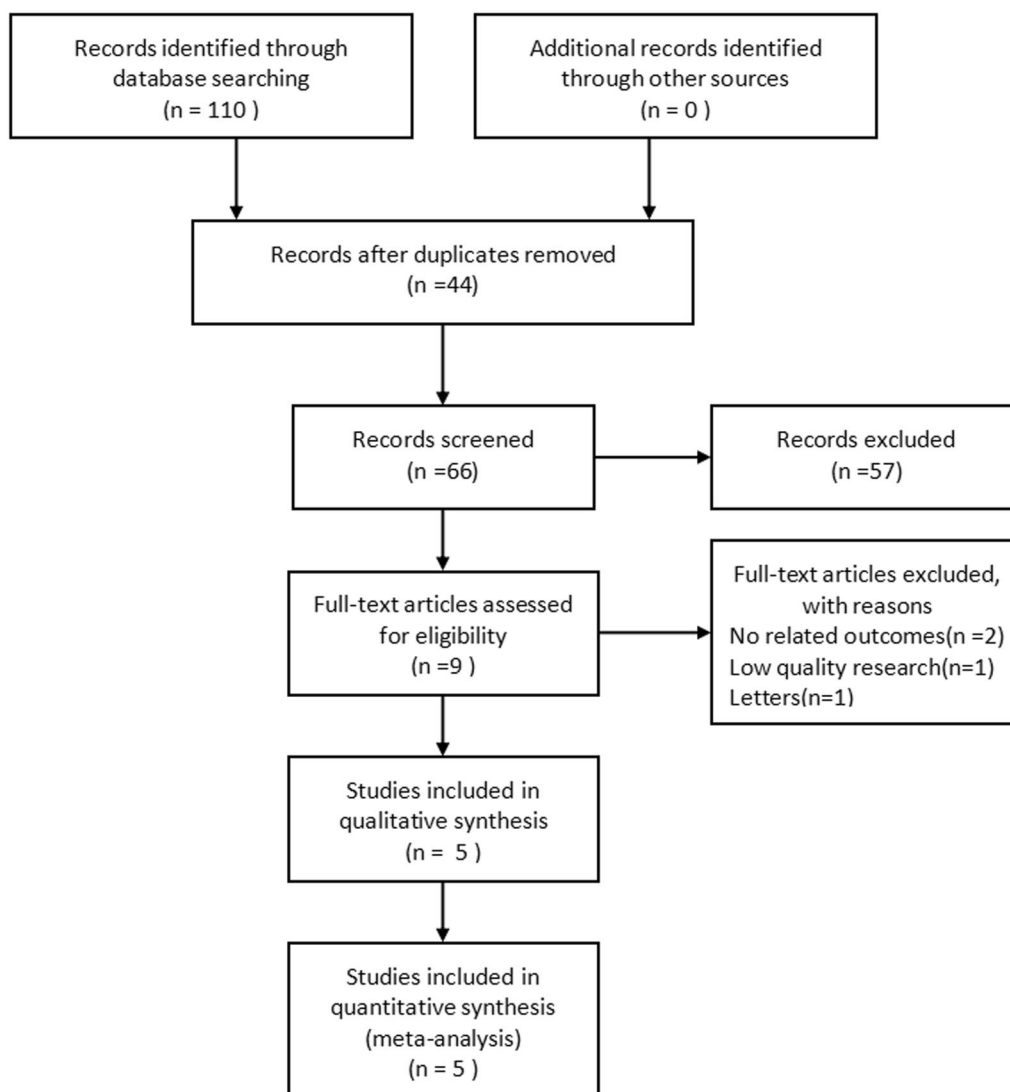 Records identified through
database searching
(n = 110 )
Additional records identified
through other sources
(n = 0 )
Records after duplicates removed
(n =44)
Records screened
(n =66)
Records excluded
(n =57)
Full-text articles assessed
for eligibility
(n =9 )
Full-text articles excluded,
with reasons
No related outcomes(n =2)
Low quality research(n=1)
Letters(n=1)
Studies included in
qualitative synthesis
(n =  5 )
Studies included in
quantitative synthesis
(meta-analysis)
(n = 5 )